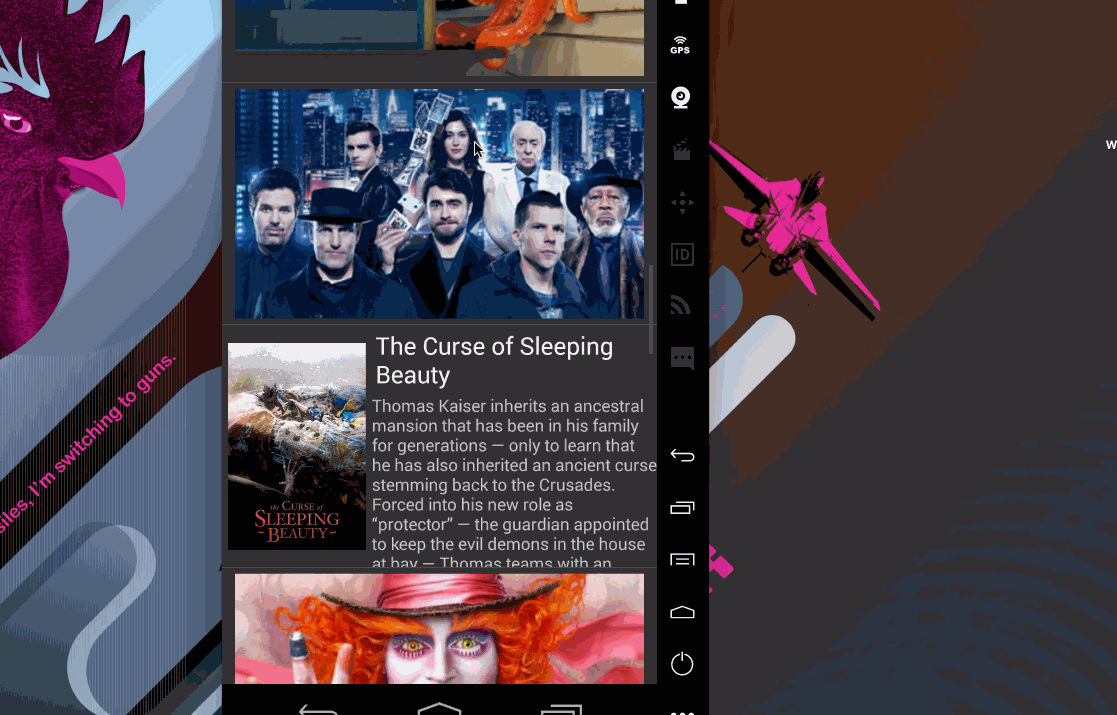 GPS
W
The Curse of Sleeping
Beauty
Thomas Kaiser inherits an ancestral
mansion that has been in his family
for generations — only to learn that
he has also inherited an ancient curse
stemming back to the Crusades.
Forced into his new role as
“protector” — the guardian appointed
to keep the evil demons in the house
at bay — Thomas teams with an
the CURSE of
SLEEPING
BEAUTY
ID
siles, I'm switching to guns.